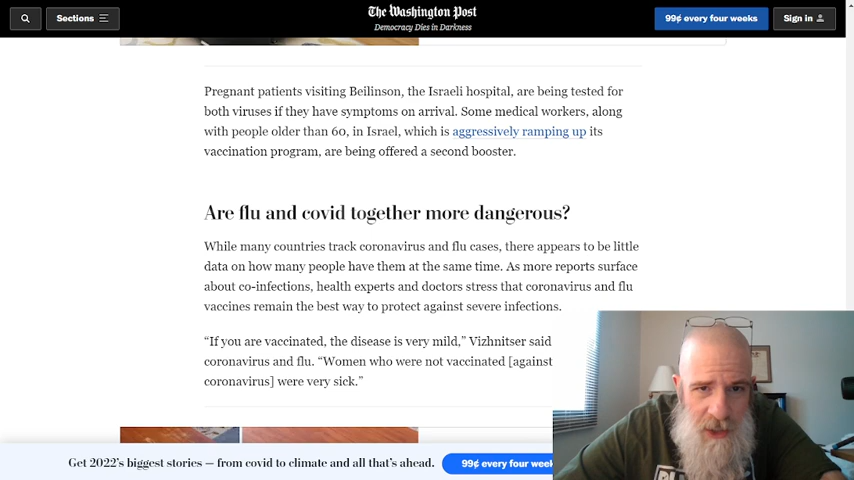 Sections
The Washington Post
Democracy Dies in Darkness
99¢ every four weeks
Sign in
Pregnant patients visiting Beilinson, the Israeli hospital, are being tested for
both viruses if they have symptoms on arrival. Some medical workers, along
with people older than 60, in Israel, which is aggressively ramping up its
vaccination program, are being offered a second booster.
Are flu and covid together more dangerous?
While many countries track coronavirus and flu cases, there appears to be little
data on how many people have them at the same time. As more reports surface
about co-infections, health experts and doctors stress that coronavirus and flu
vaccines remain the best way to protect against severe infections.
“If you are vaccinated, the disease is very mild,” Vizhnitser said
coronavirus and flu. “Women who were not vaccinated [against
coronavirus] were very sick.”
Get 2022’s biggest stories — from covid to climate and all that’s ahead.
99¢ every four